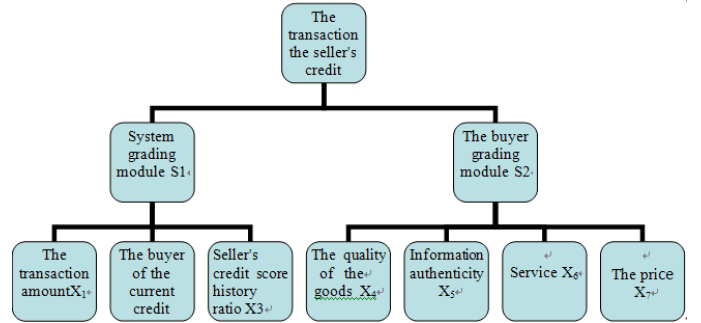 The
transaction
the seller's
credit
System
grading
module S1
The buyer
grading
module S2
The
transaction
amountX₁
The buyer
of the
current
credit
Seller's
credit score
history
ratio X3
The quality
of the
goods X₄
Information
authenticity
X₅
Service X₆
The price
X₇